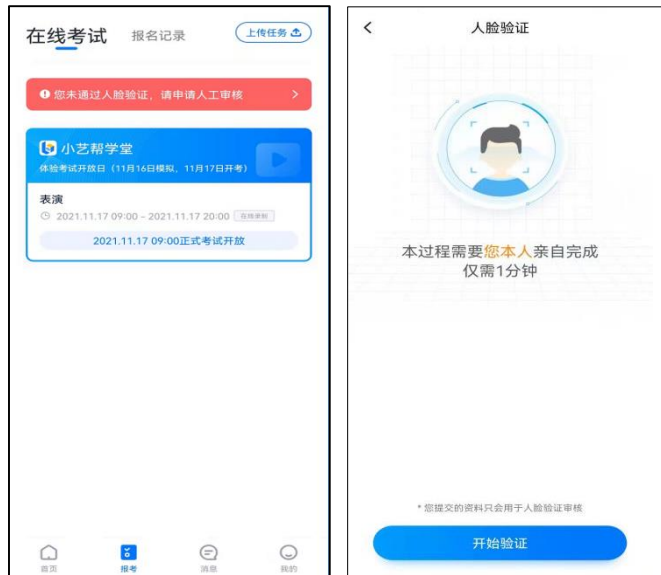 在线考试
报名记录
上传任务
您未通过人脸验证，请申请人工审核
小艺帮学堂
体验考试开放日（11月16日模拟，11月17日开考）
表演
2021.11.17 09:00 - 2021.11.17 20:00 在线录制
2021.11.17 09:00正式考试开放
首页
报考
消息
我的
人脸验证
本过程需要您本人亲自完成
仅需1分钟
* 您提交的资料只会用于人脸验证审核
开始验证